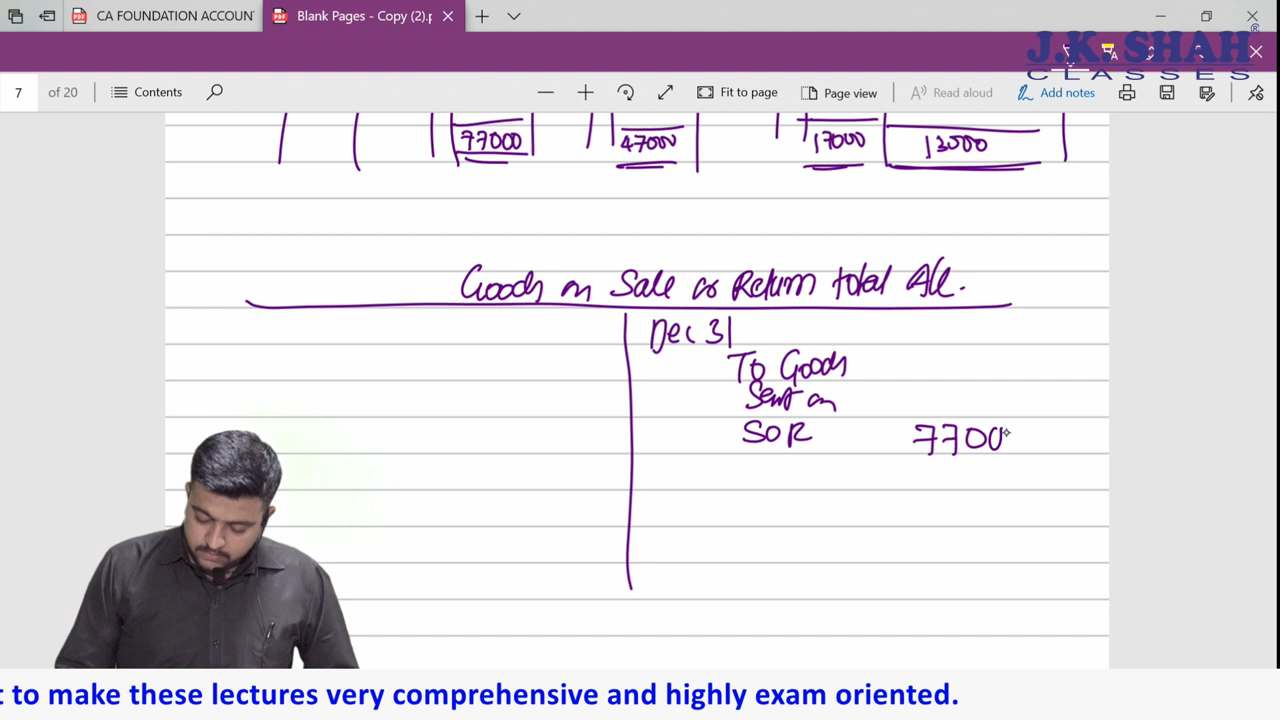 CA FOUNDATION ACCOUN
Blank Pages - Copy (2).p
J.K. SHAH®
CLASSES
7 of 20
Contents
Fit to page
Page view
Read aloud
Add notes
77000 47000 17000 13000
Goods on Sale or Return total A/c.
Dec 31
To Goods
Sent on
SOR 7700
t to make these lectures very comprehensive and highly exam oriented.